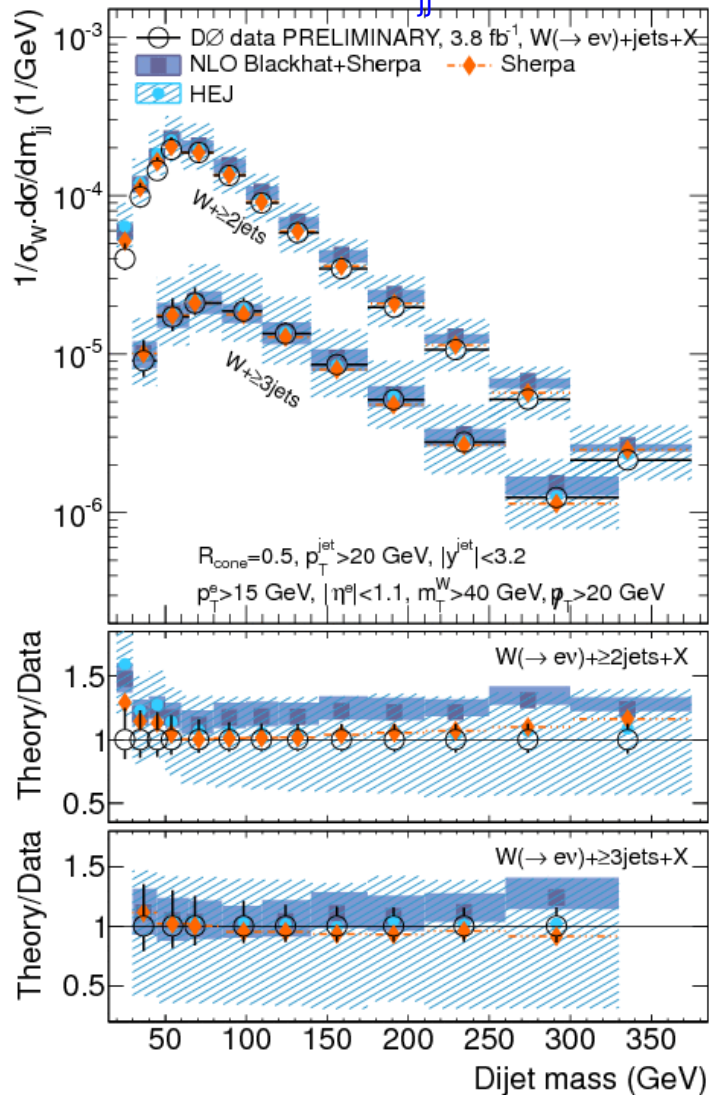 jj
DØ data PRELIMINARY, 3.8 fb⁻¹, W(→ eν)+jets+X
NLO Blackhat+Sherpa
Sherpa
HEJ
1/σ_W.dσ/dm_jj (1/GeV)
10⁻³
10⁻⁴
10⁻⁵
10⁻⁶
W+≥2jets
W+≥3jets
R_cone=0.5, p_T^jet>20 GeV, |y^jet|<3.2
p_T^e>15 GeV, |η^e|<1.1, m_T^W>40 GeV, p̸_T>20 GeV
Theory/Data
1.5
1
0.5
W(→ eν)+≥2jets+X
Theory/Data
1.5
1
0.5
W(→ eν)+≥3jets+X
50 100 150 200 250 300 350
Dijet mass (GeV)